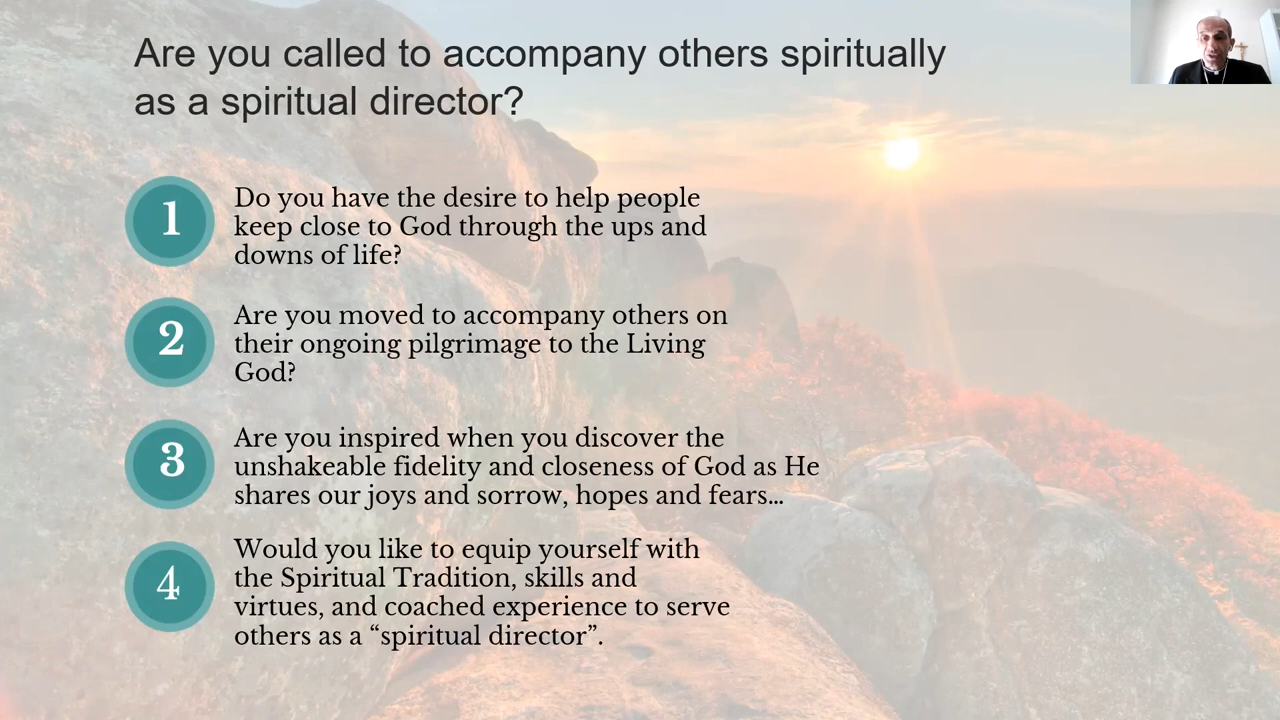 Are you called to accompany others spiritually
as a spiritual director?
1
Do you have the desire to help people
keep close to God through the ups and
downs of life?
2
Are you moved to accompany others on
their ongoing pilgrimage to the Living
God?
3
Are you inspired when you discover the
unshakeable fidelity and closeness of God as He
shares our joys and sorrow, hopes and fears…
4
Would you like to equip yourself with
the Spiritual Tradition, skills and
virtues, and coached experience to serve
others as a “spiritual director”.